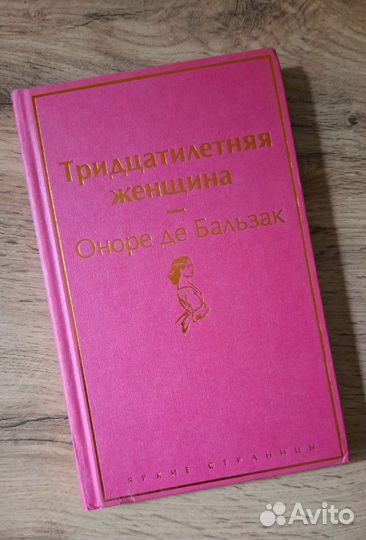 Тридцатилетняя
женщина
—
Оноре де Бальзак
ЯРКИЕ СТРАНИЦЫ
Avito